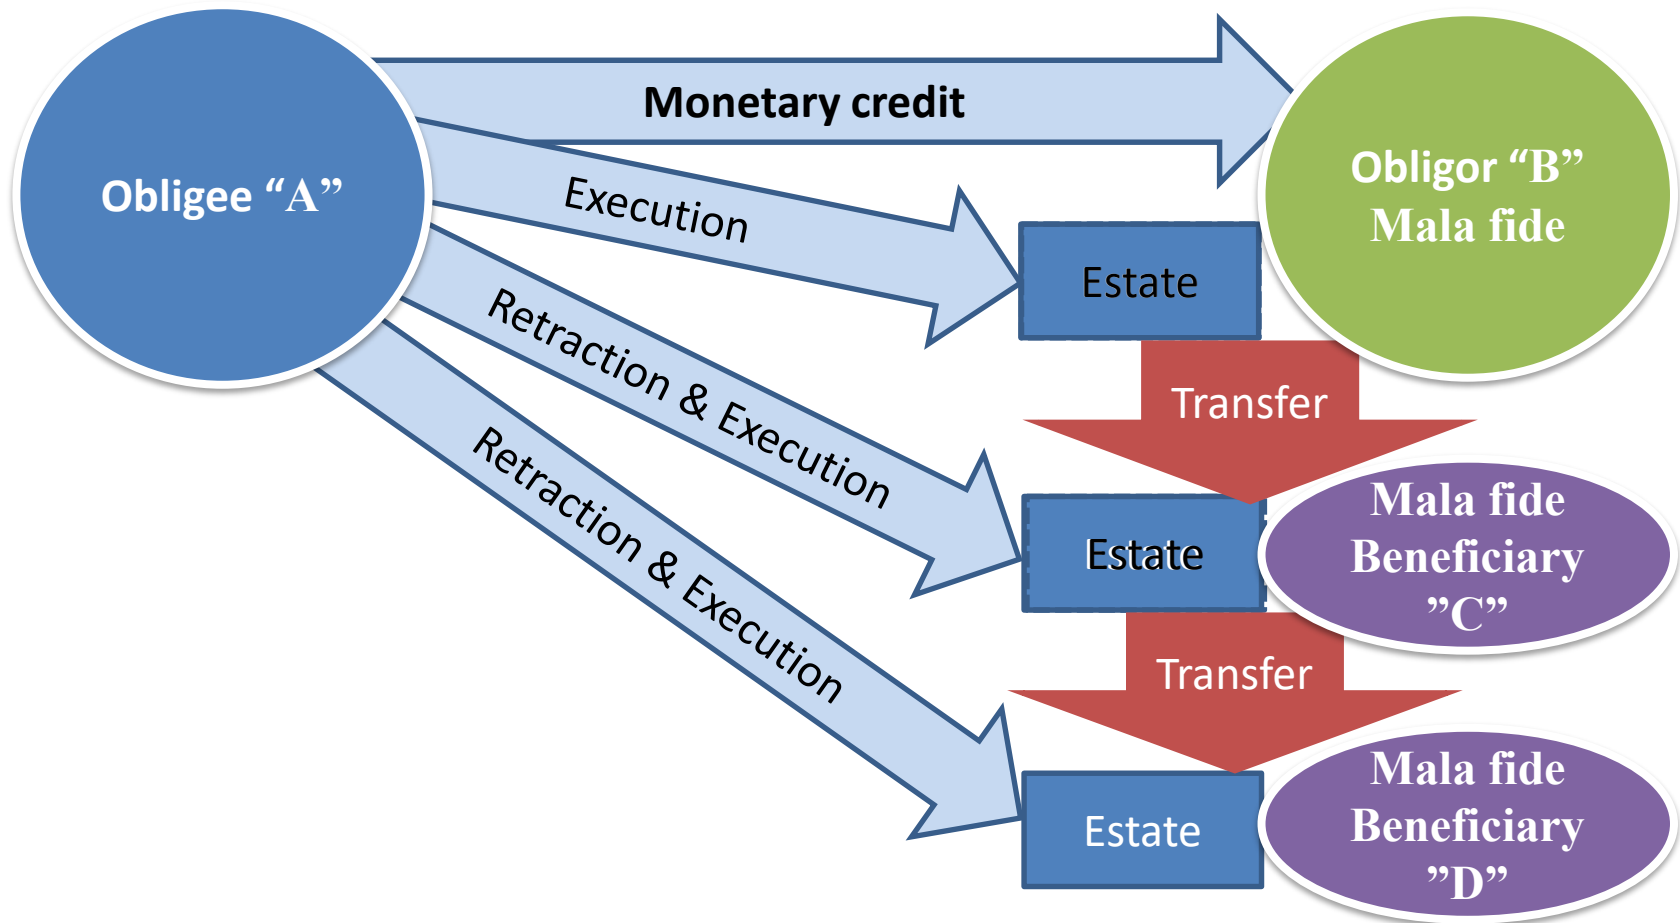 Monetary credit
Obligee “A”
Obligor “B”
Mala fide
Execution
Estate
Retraction & Execution
Transfer
Mala fide
Beneficiary
”C”
Estate
Retraction & Execution
Transfer
Mala fide
Beneficiary
”D”
Estate